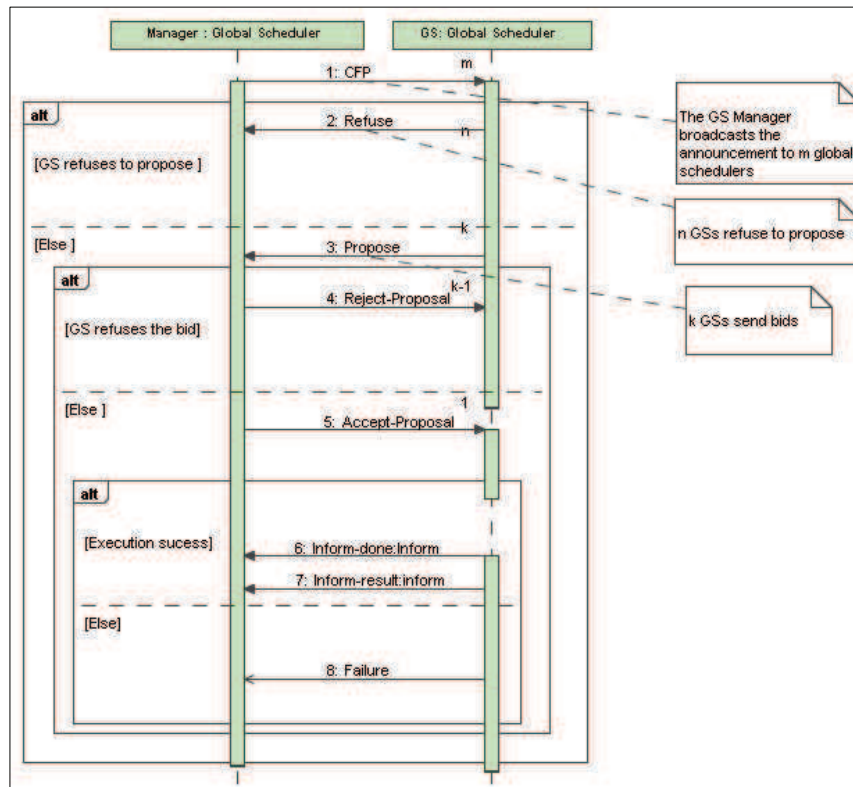 Manager : Global Scheduler
GS: Global Scheduler
m
1: CFP
alt
The GS Manager
broadcasts the
announcement to m global
schedulers
2: Refuse
n
[GS refuses to propose ]
n GSs refuse to propose
k
[Else ]
3: Propose
alt
k-1
4: Reject-Proposal
k GSs send bids
[GS refuses the bid]
1
[Else ]
5: Accept-Proposal
alt
[Execution sucess]
6: Inform-done:Inform
7: Inform-result:inform
[Else]
8: Failure